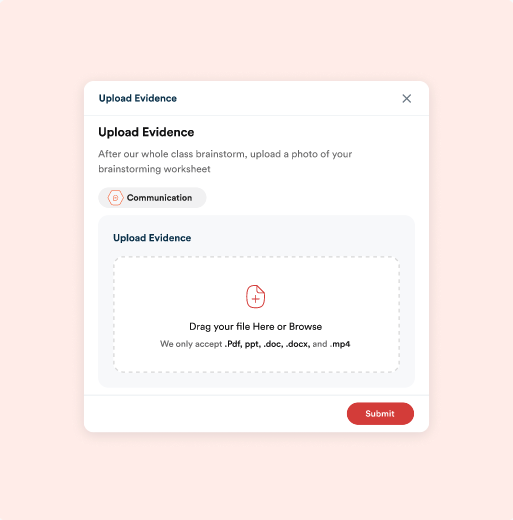 Upload Evidence
Upload Evidence
After our whole class brainstorm, upload a photo of your
brainstorming worksheet
Communication
Upload Evidence
Drag your file Here or Browse
We only accept .Pdf, ppt, .doc, .docx, and .mp4
Submit